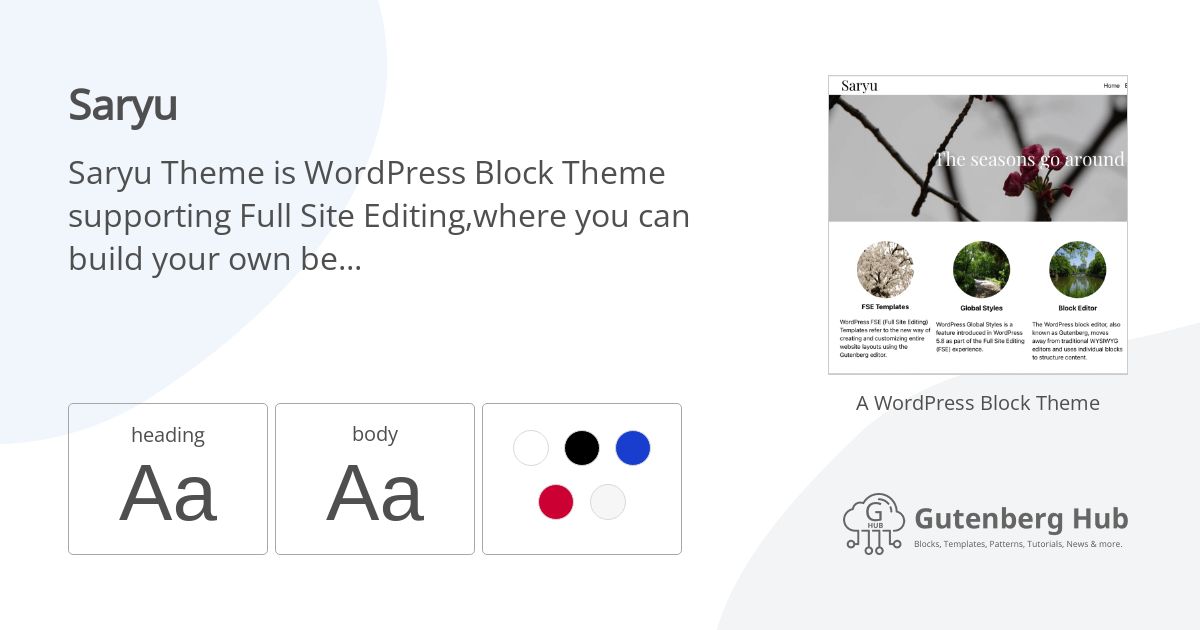 Saryu
Saryu Theme is WordPress Block Theme
supporting Full Site Editing,where you can
build your own be...
heading
Aa
body
Aa
Saryu
Home
The seasons go around
FSE Templates
WordPress FSE (Full Site Editing)
Templates refer to the new way of
creating and customizing entire
website layouts using the
Gutenberg editor.
Global Styles
WordPress Global Styles is a
feature introduced in WordPress
5.8 as part of the Full Site Editing
(FSE) experience.
Block Editor
The WordPress block editor, also
known as Gutenberg, moves
away from traditional WYSIWYG
editors and uses individual blocks
to structure content.
A WordPress Block Theme
G
HUB
Gutenberg Hub
Blocks, Templates, Patterns, Tutorials, News & more.